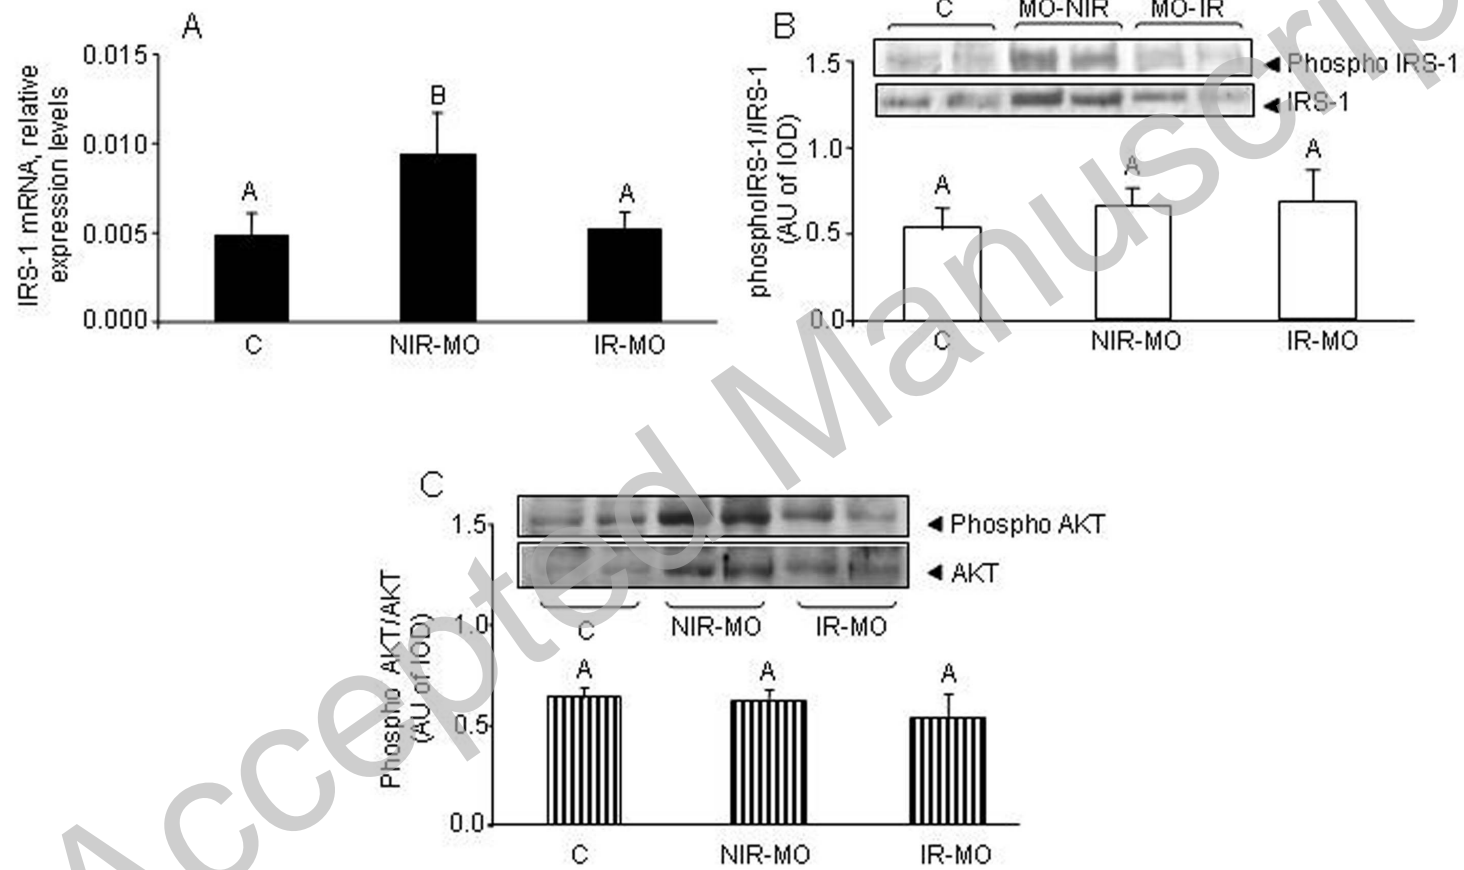 A
0.015
0.010
0.005
0.000
IRS-1 mRNA, relative
expression levels
A
B
A
C
NIR-MO
IR-MO
B
C
MO-NIR
MO-IR
Phospho IRS-1
IRS-1
1.5
1.0
0.5
0.0
phosphoIRS-1/IRS-1
(AU of IOD)
A
A
A
C
NIR-MO
IR-MO
C
Phospho AKT
AKT
C
NIR-MO
IR-MO
1.5
1.0
0.5
0.0
Phospho AKT/AKT
(AU of IOD)
A
A
A
C
NIR-MO
IR-MO
Accepted Manuscrip